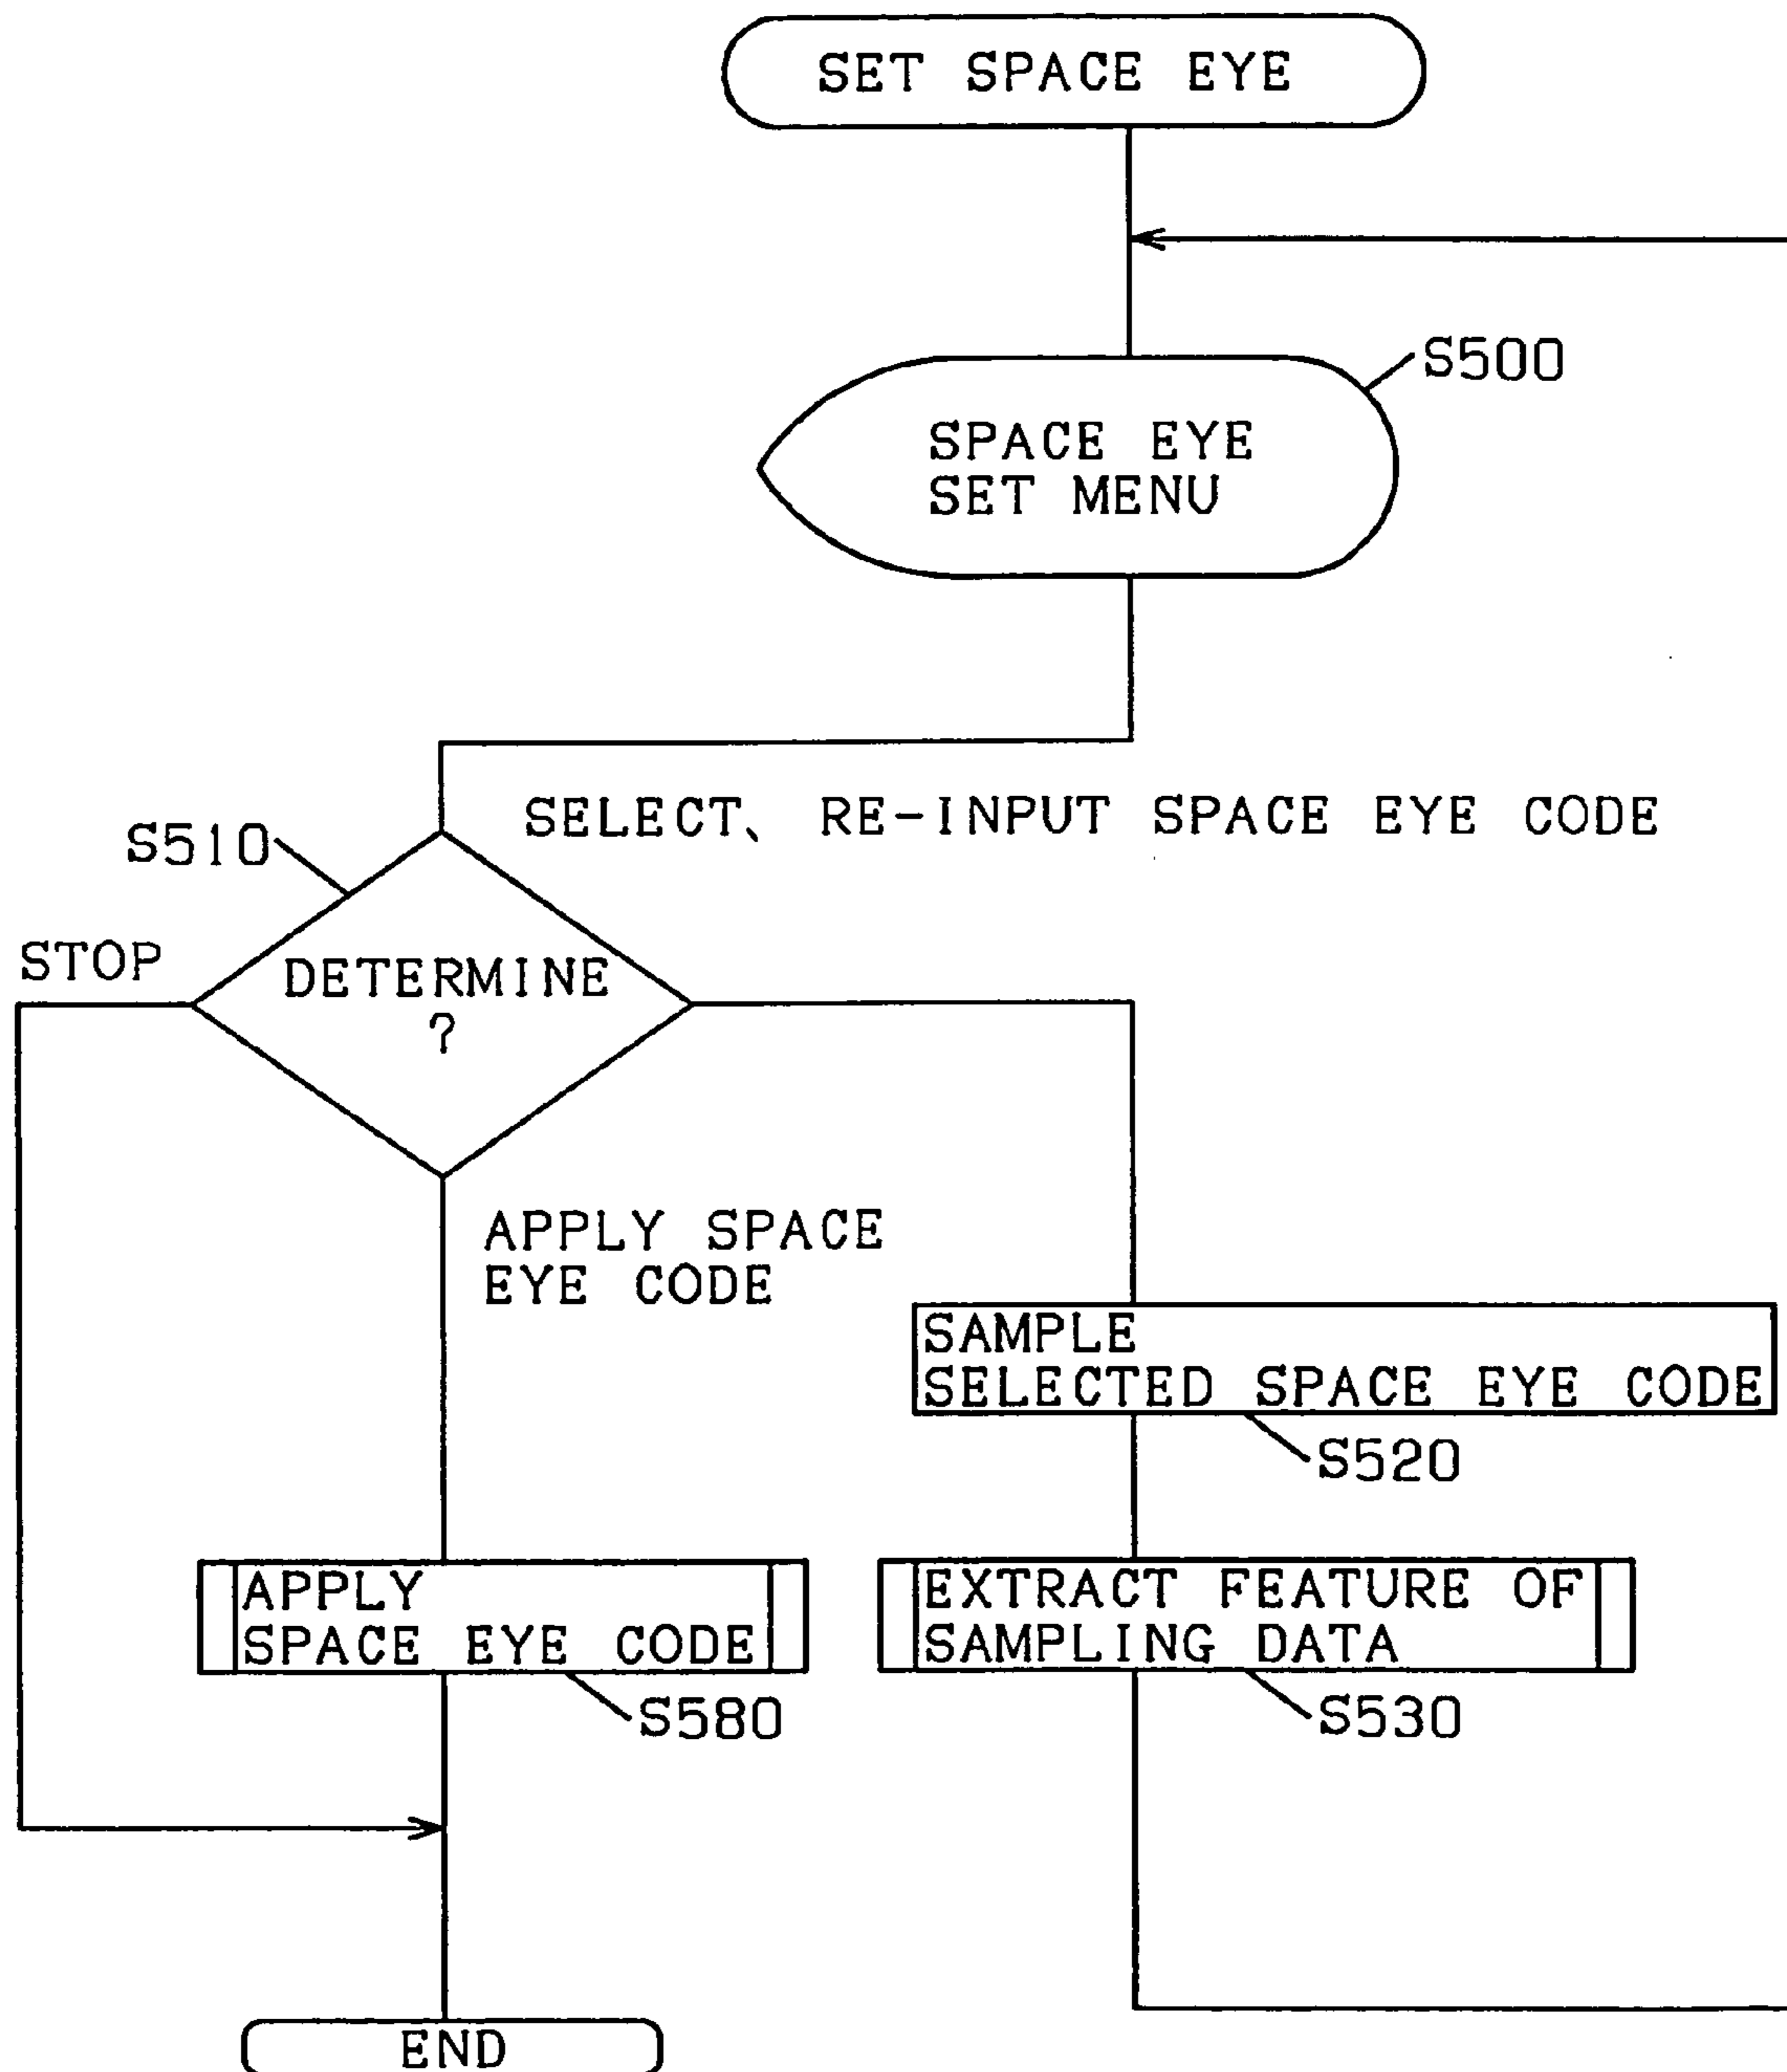 SET SPACE EYE
S500
SPACE EYE
SET MENU
SELECT、 RE-INPUT SPACE EYE CODE
S510
STOP
DETERMINE
?
APPLY SPACE
EYE CODE
SAMPLE
SELECTED SPACE EYE CODE
S520
APPLY
SPACE EYE CODE
S580
EXTRACT FEATURE OF
SAMPLING DATA
S530
END